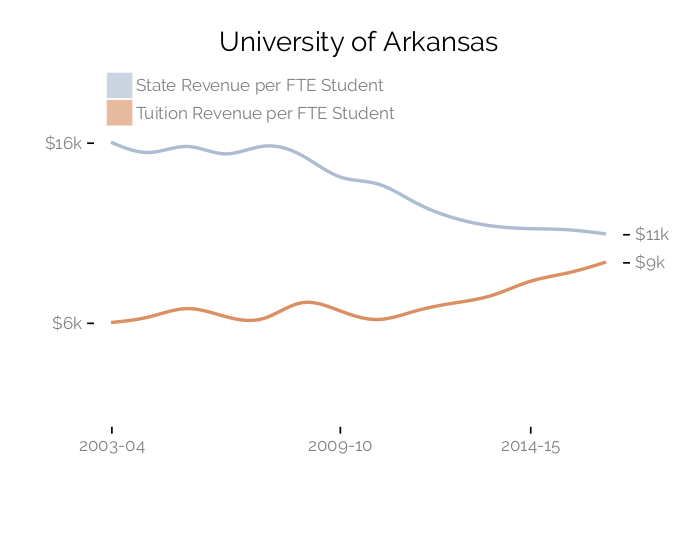 University of Arkansas
State Revenue per FTE Student
Tuition Revenue per FTE Student
$16k
$11k
$9k
$6k
2003-04 2009-10 2014-15